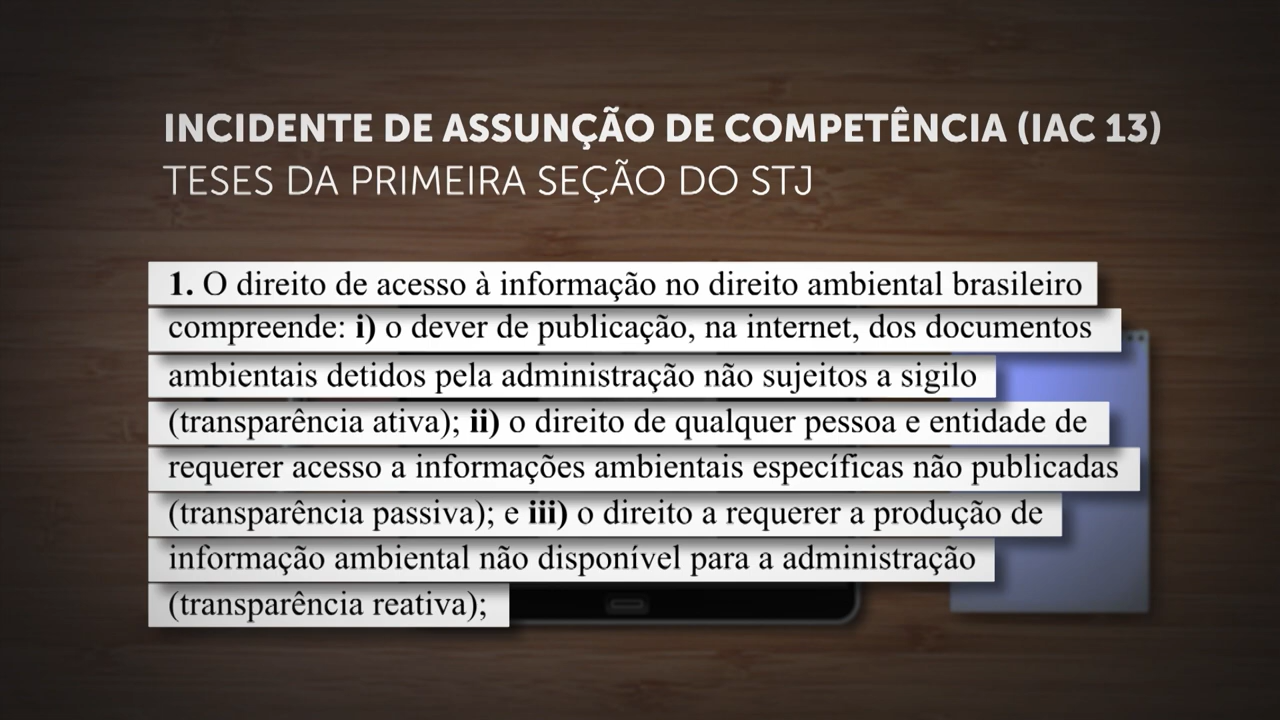 INCIDENTE DE ASSUNÇÃO DE COMPETÊNCIA (IAC 13)
TESES DA PRIMEIRA SEÇÃO DO STJ
1. O direito de acesso à informação no direito ambiental brasileiro
compreende: i) o dever de publicação, na internet, dos documentos
ambientais detidos pela administração não sujeitos a sigilo
(transparência ativa); ii) o direito de qualquer pessoa e entidade de
requerer acesso a informações ambientais específicas não publicadas
(transparência passiva); e iii) o direito a requerer a produção de
informação ambiental não disponível para a administração
(transparência reativa);